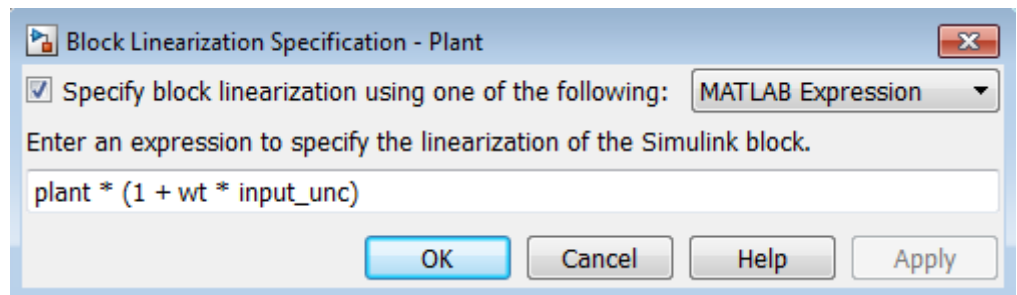 Block Linearization Specification - Plant
Specify block linearization using one of the following: MATLAB Expression
Enter an expression to specify the linearization of the Simulink block.
plant * (1 + wt * input_unc)
OK Cancel Help Apply